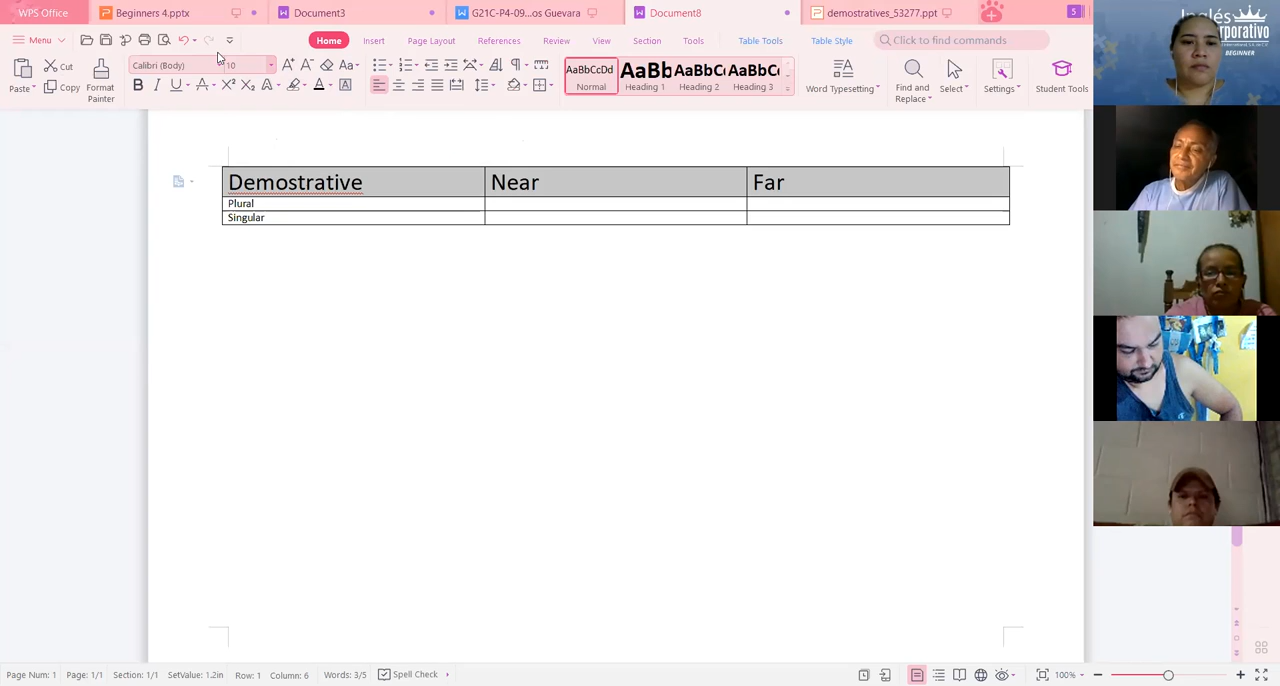 WPS Office Beginners 4.pptx Document3 G21C-P4-09...os Guevara Document8 demostratives_53277.ppt 5
Menu Home Insert Page Layout References Review View Section Tools Table Tools Table Style Click to find commands
Paste Cut Copy Format Painter Calibri (Body) 10
AaBbCcDd Normal AaBb Heading 1 AaBbC Heading 2 AaBbC Heading 3
Word Typesetting Find and Replace Select Settings Student Tools
Inglés
Corporativo
BEGINNER
Demostrative Near Far
Plural
Singular
Page Num: 1 Page: 1/1 Section: 1/1 SetValue: 1.2in Row: 1 Column: 6 Words: 3/5 Spell Check 100%